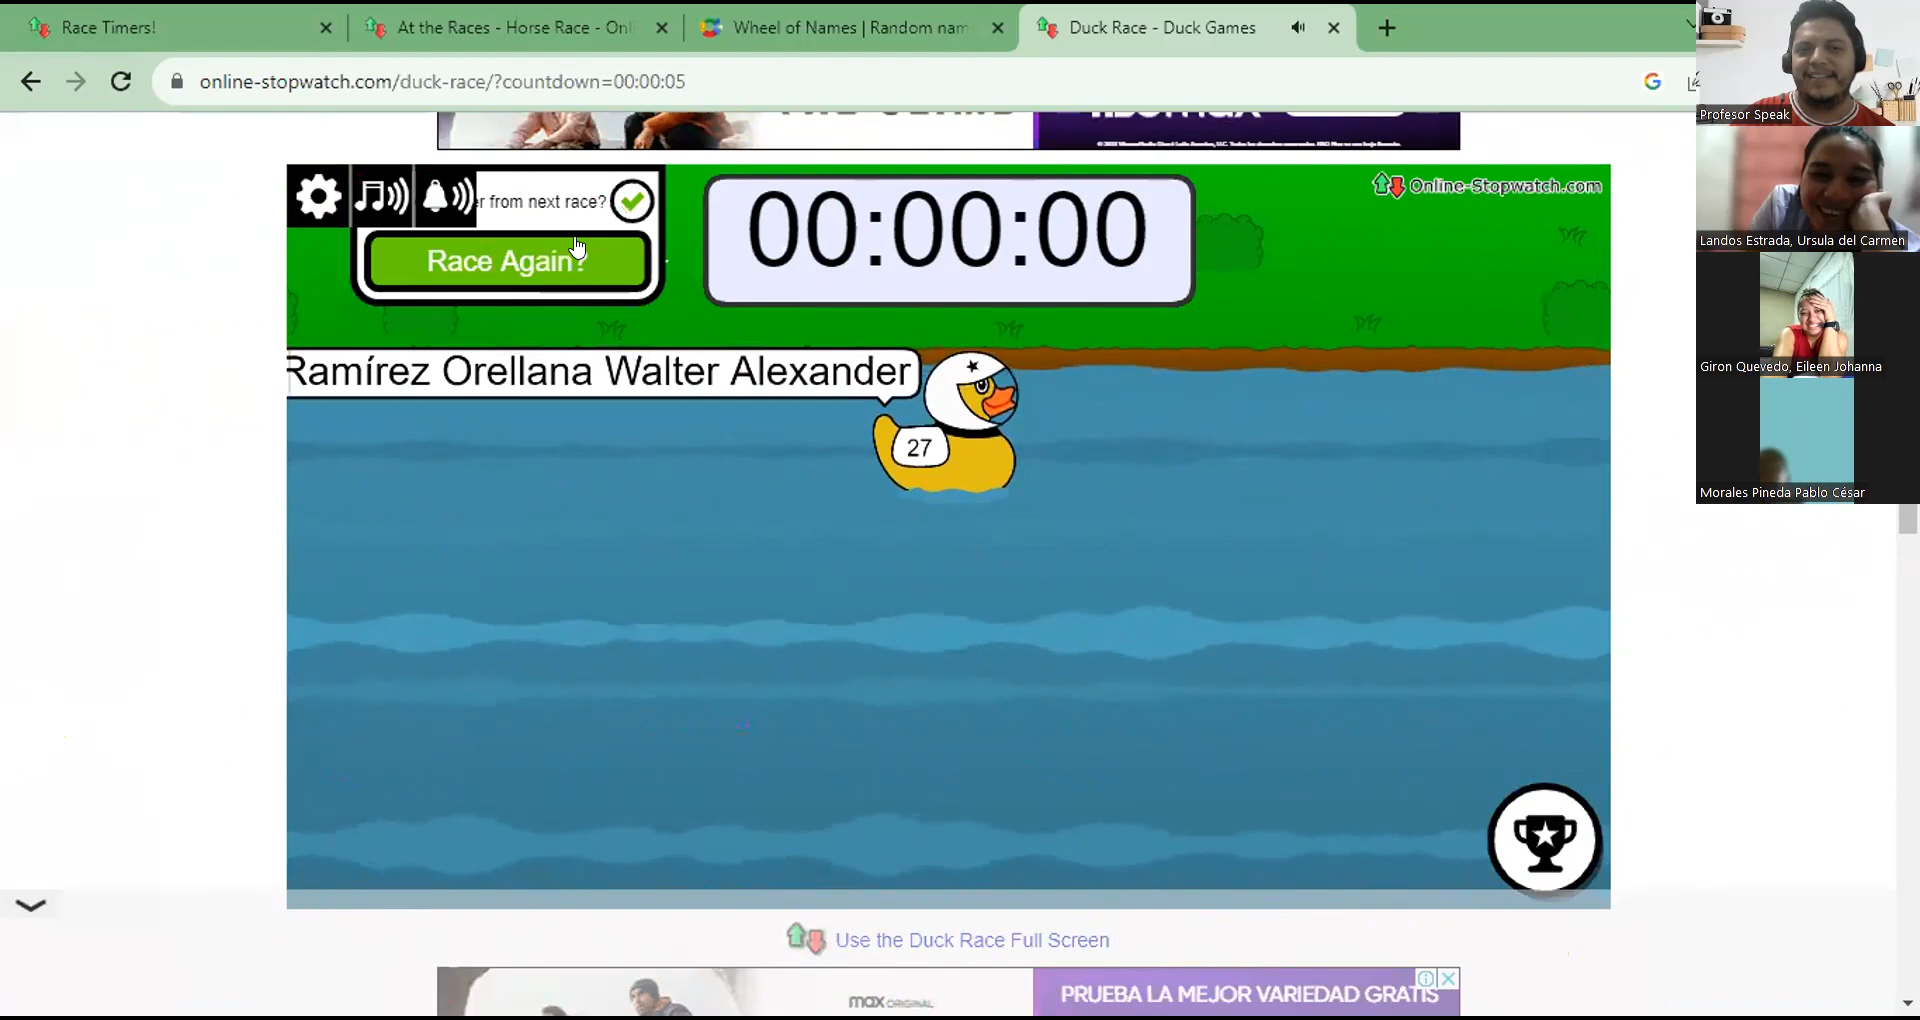 Race Timers!
At the Races - Horse Race - Onli
Wheel of Names | Random nam
Duck Race - Duck Games
online-stopwatch.com/duck-race/?countdown=00:00:05
from next race?
Race Again?
00:00:00
Online-Stopwatch.com
Ramírez Orellana Walter Alexander
27
Use the Duck Race Full Screen
max ORIGINAL
PRUEBA LA MEJOR VARIEDAD GRATIS
Profesor Speak
Landos Estrada, Ursula del Carmen
Giron Quevedo, Eileen Johanna
Morales Pineda Pablo César